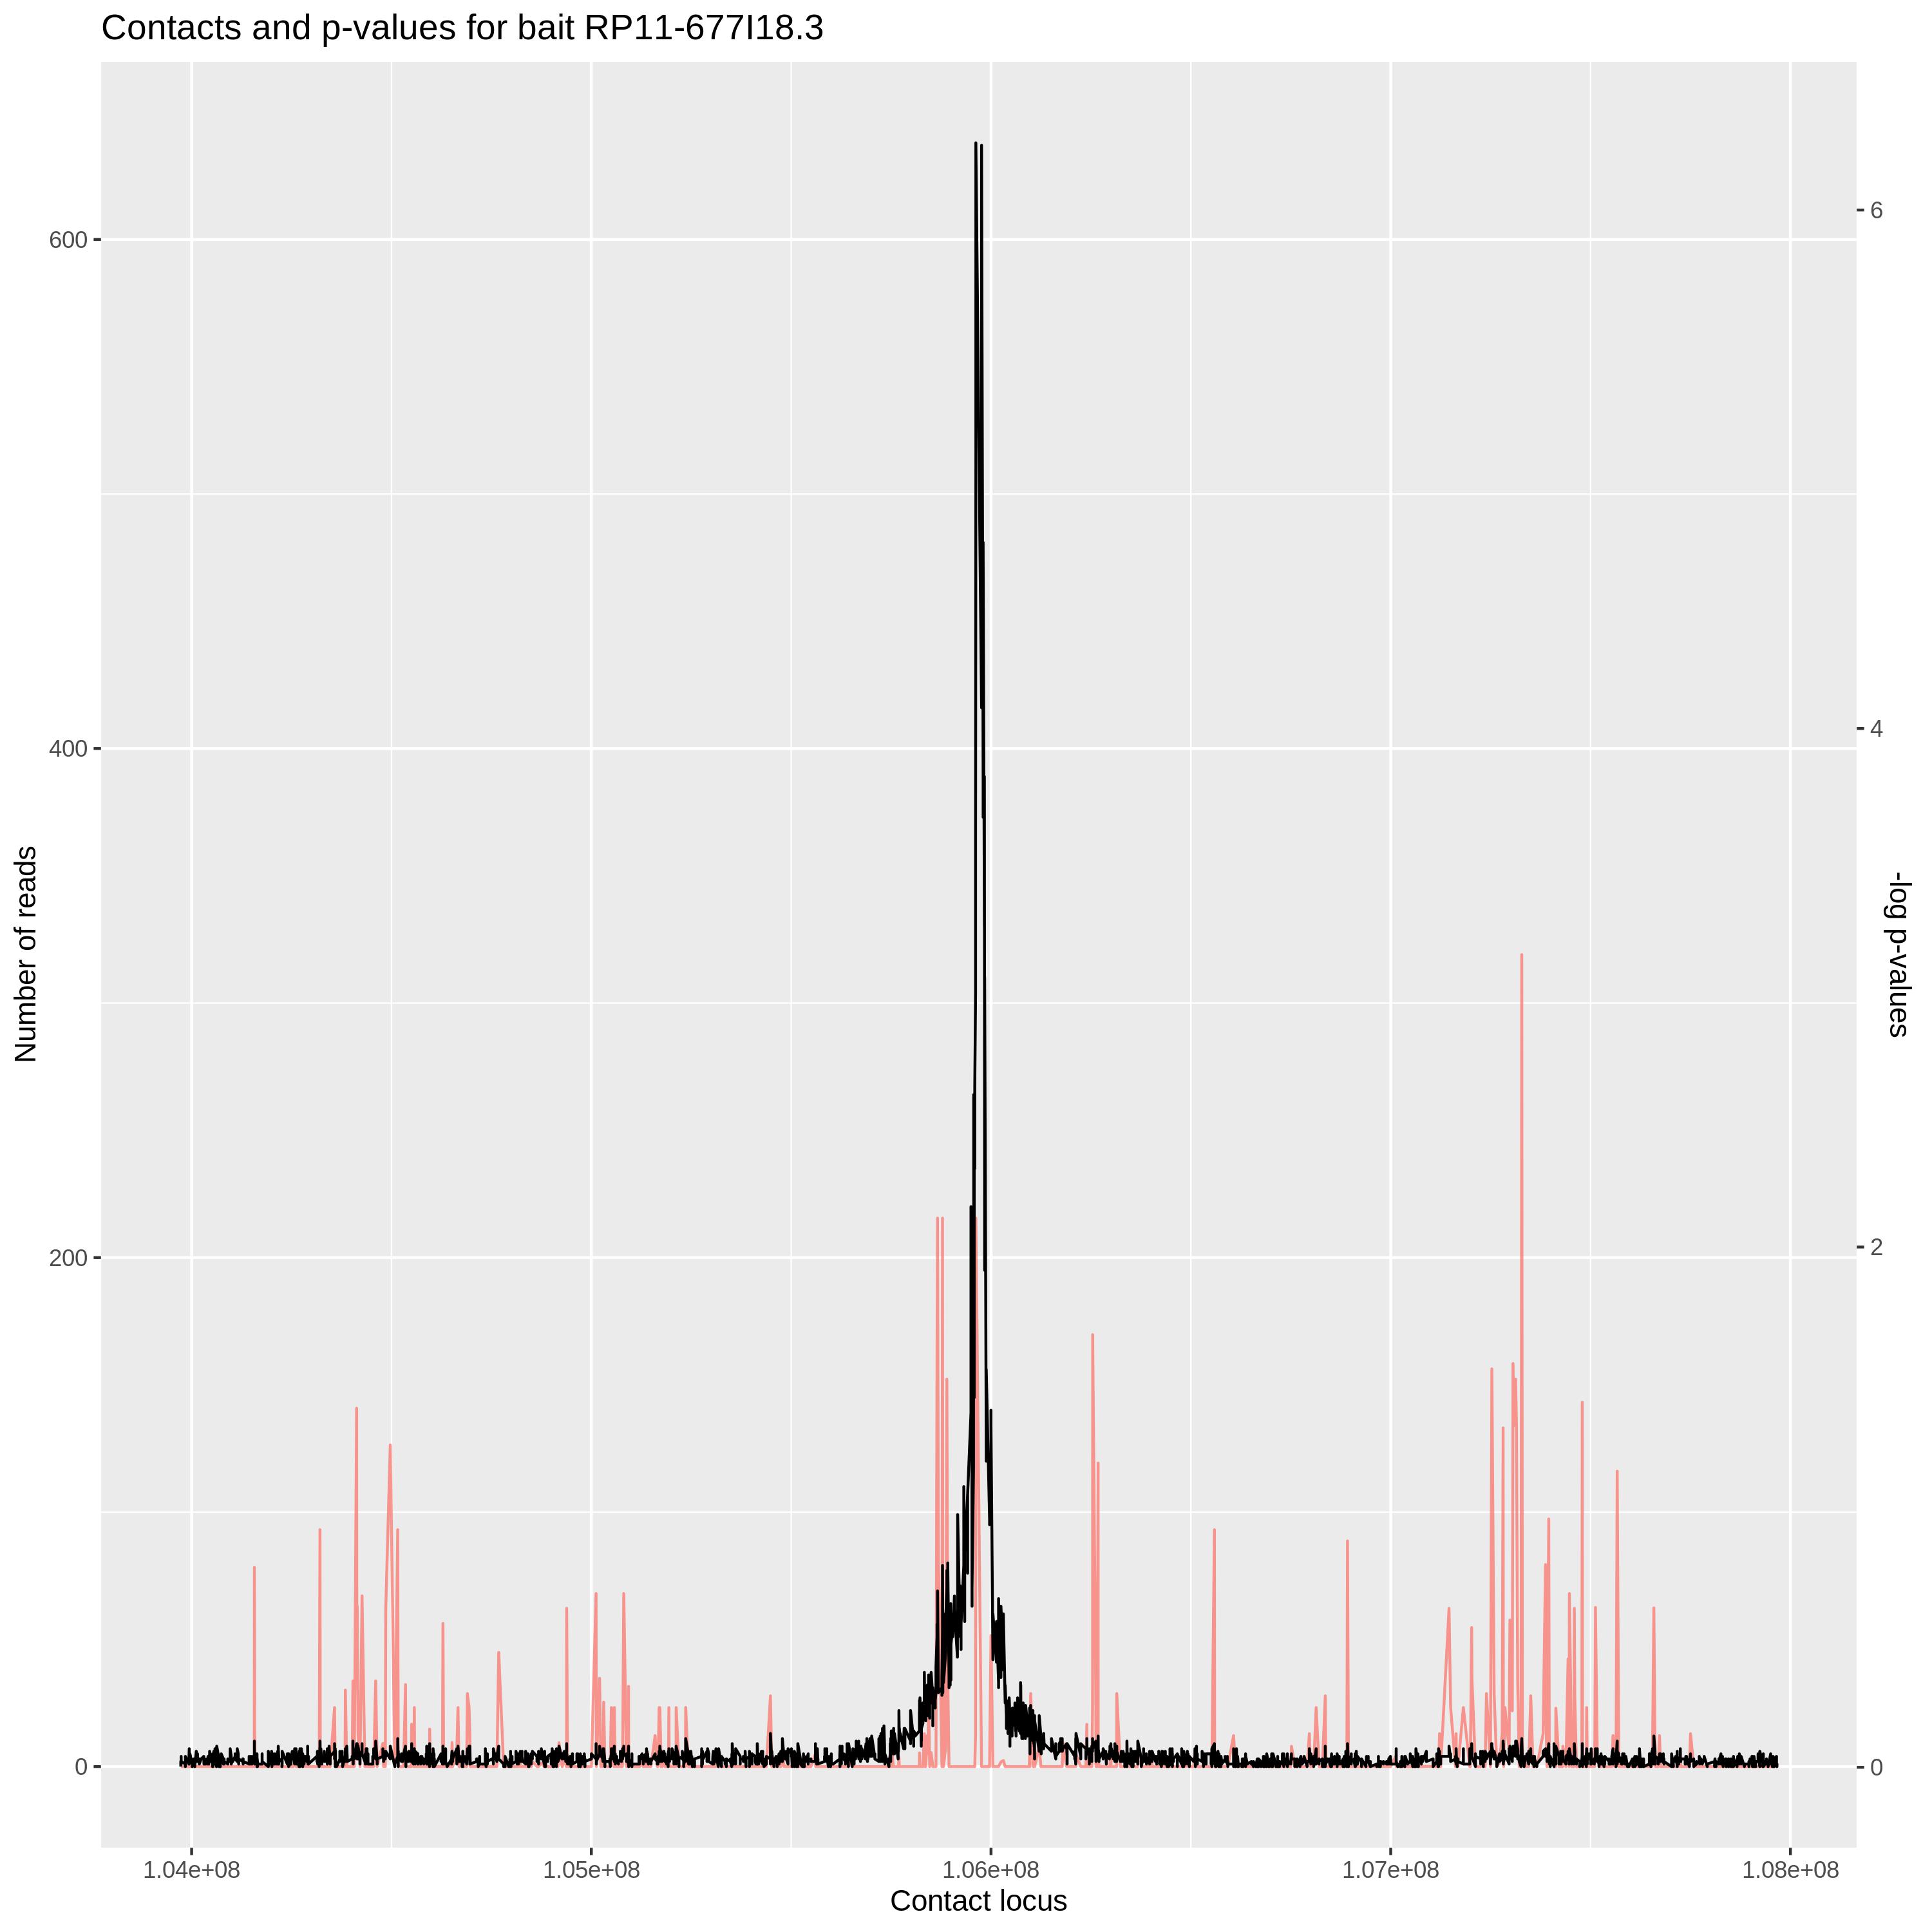 Contacts and p-values for bait RP11-677I18.3
600
400
200
0
Number of reads
6
4
2
0
-log p-values
1.04e+08
1.05e+08
1.06e+08
1.07e+08
1.08e+08
Contact locus